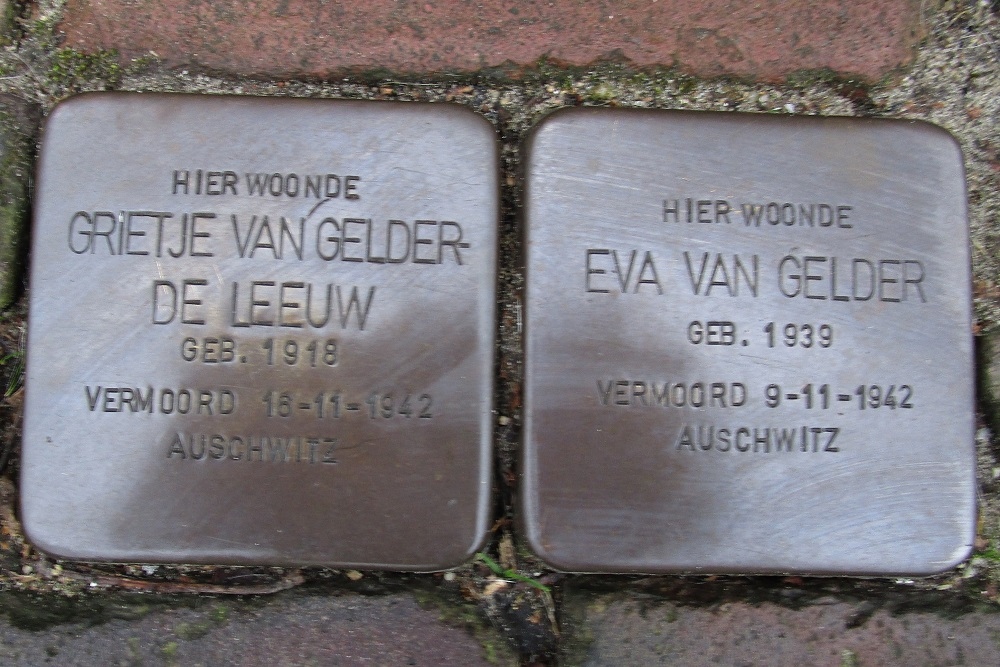 HIER WOONDE
GRIETJE VAN GELDER-
DE LEEUW
GEB. 1918
VERMOORD 16-11-1942
AUSCHWITZ
HIER WOONDE
EVA VAN GELDER
GEB. 1939
VERMOORD 9-11-1942
AUSCHWITZ